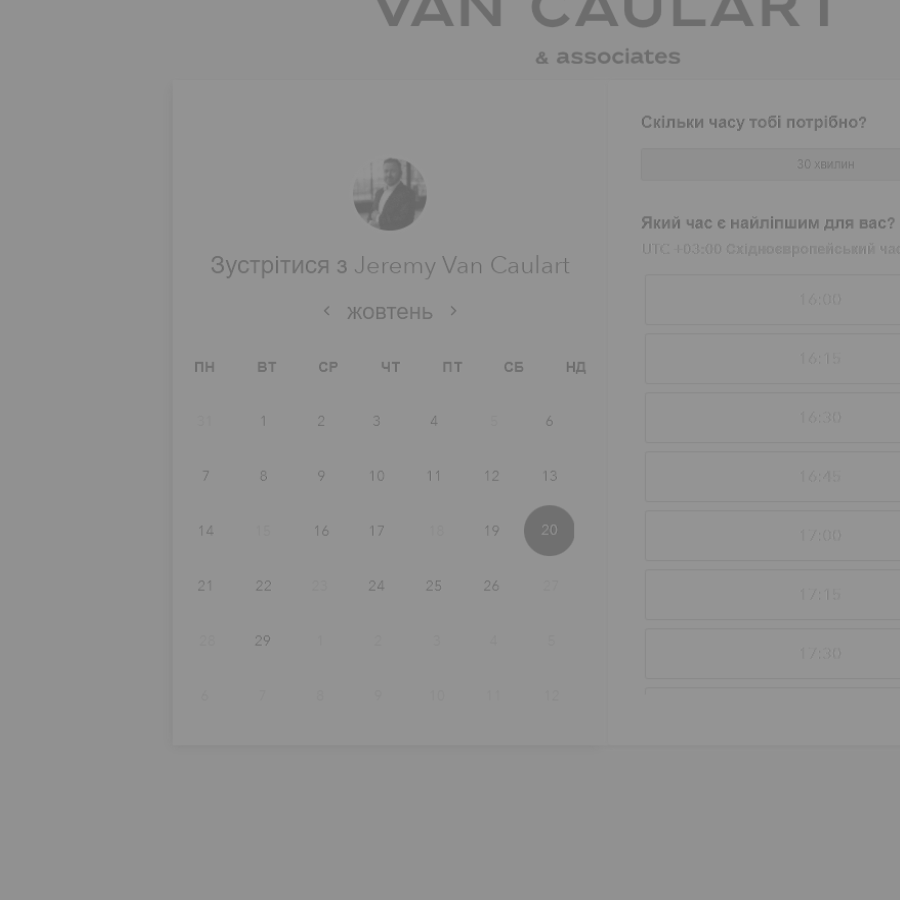 VAN CAULART
& associates
Зустрітися з Jeremy Van Caulart
жовтень
ПН ВТ СР ЧТ ПТ СБ НД
31 1 2 3 4 5 6
7 8 9 10 11 12 13
14 15 16 17 18 19 20
21 22 23 24 25 26 27
28 29 1 2 3 4 5
6 7 8 9 10 11 12
Скільки часу тобі потрібно?
30 хвилин
Який час є найліпшим для вас?
UTC +03:00 Східноєвропейський час
16:00
16:15
16:30
16:45
17:00
17:15
17:30